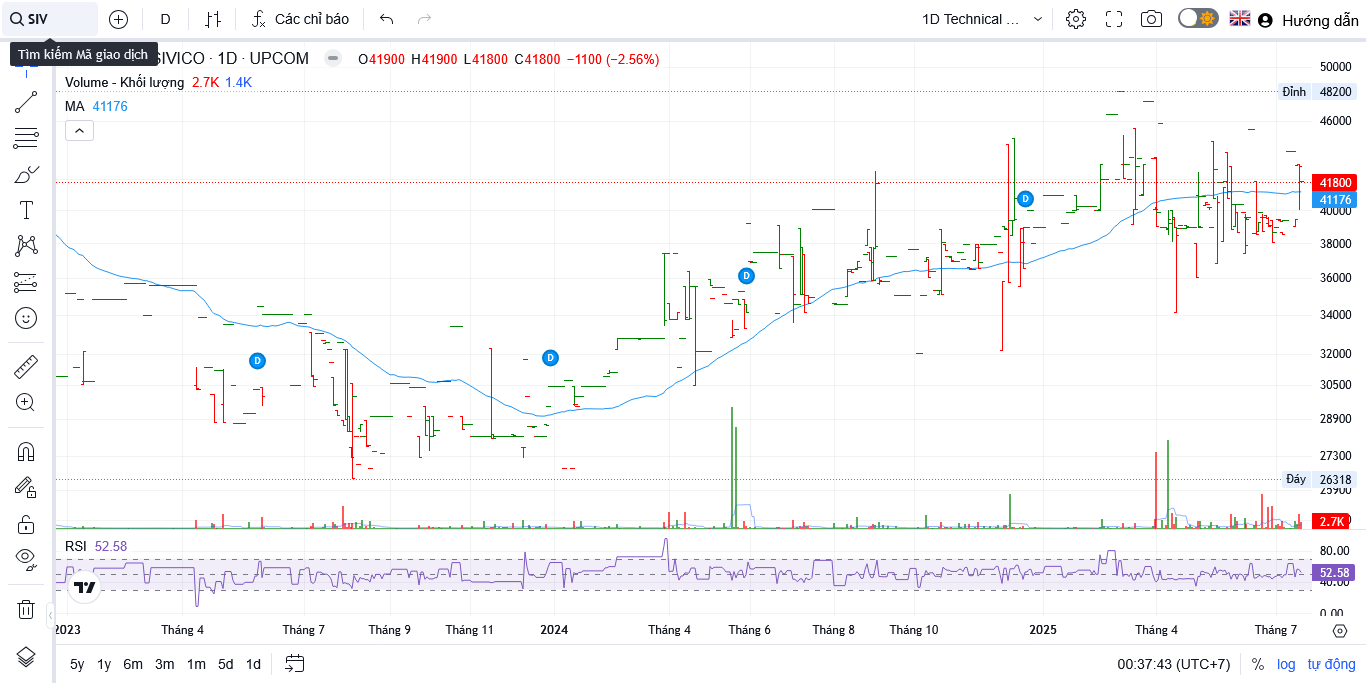 SIV D Các chỉ báo 1D Technical ... Hướng dẫn
Tìm kiếm Mã giao dịch
SIVICO · 1D · UPCOM O41900 H41900 L41800 C41800 −1100 (−2.56%)
Volume - Khối lượng 2.7K 1.4K
MA 41176
50000
Đỉnh 48200
46000
41800
41176
40000
38000
36000
34000
32000
30500
28900
27300
Đáy 26318
25900
2.7K
D
D
D
D
RSI 52.58
80.00
52.58
40.00
0.00
2023 Tháng 4 Tháng 7 Tháng 9 Tháng 11 2024 Tháng 4 Tháng 6 Tháng 8 Tháng 10 2025 Tháng 4 Tháng 7
5y 1y 6m 3m 1m 5d 1d 00:37:43 (UTC+7) % log tự động